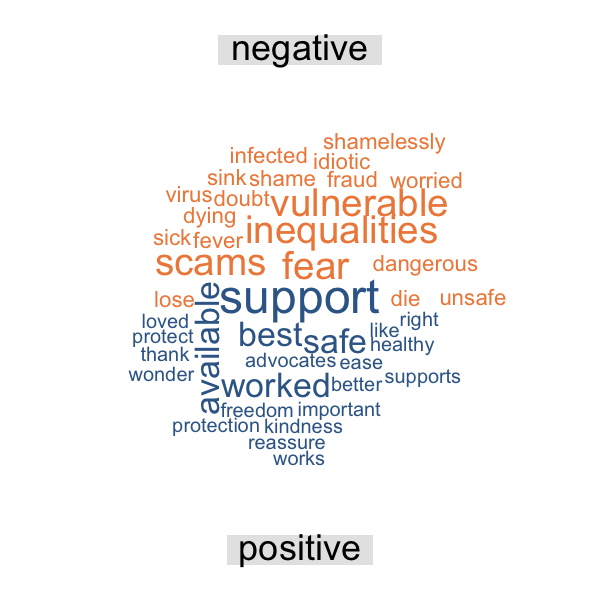 negative
shamelessly
infected idiotic
sink shame fraud worried
virus doubt vulnerable
dying
sick fever inequalities
scams fear dangerous
lose support die unsafe
available
loved best safe like right
protect healthy
thank advocates ease
wonder worked better supports
freedom important
protection kindness
reassure
works
positive